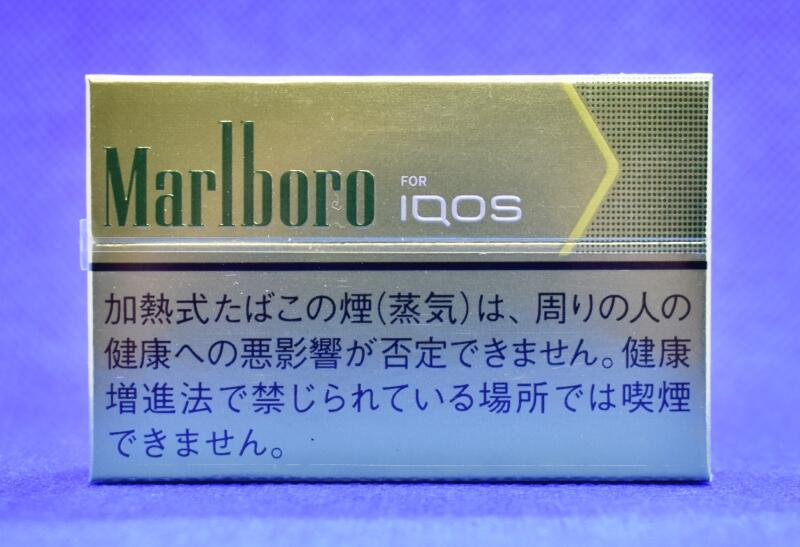 Marlboro FOR IQOS
加熱式たばこの煙(蒸気)は、周りの人の
健康への悪影響が否定できません。健康
増進法で禁じられている場所では喫煙
できません。